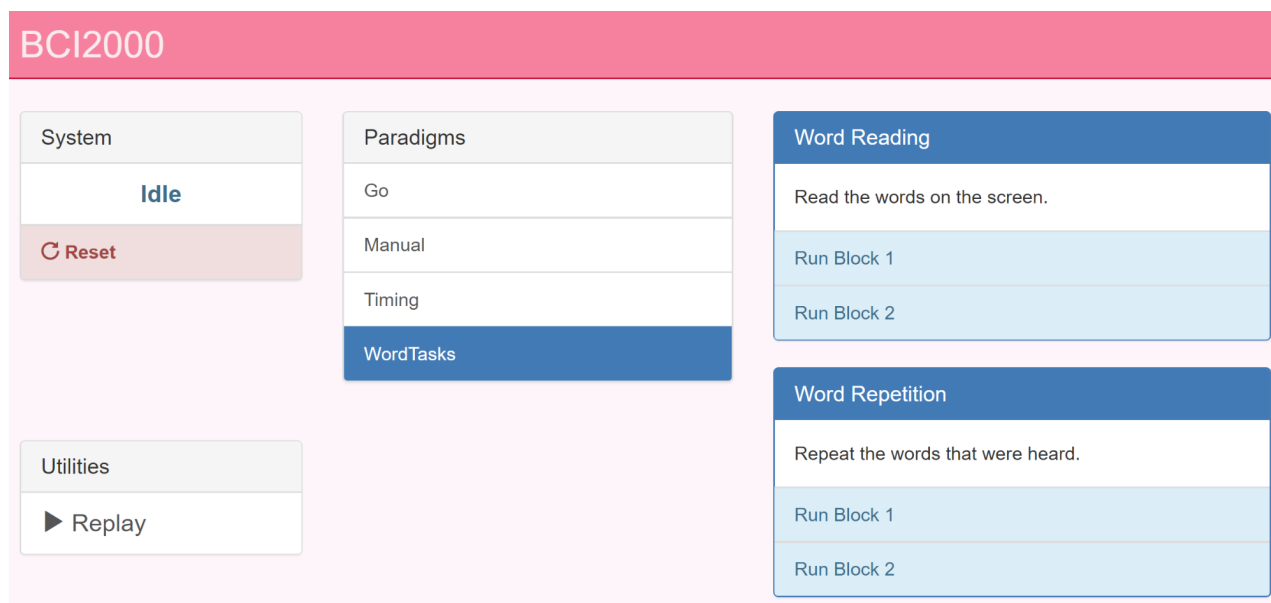 BCI2000
System
Idle
Reset
Utilities
Replay
Paradigms
Go
Manual
Timing
WordTasks
Word Reading
Read the words on the screen.
Run Block 1
Run Block 2
Word Repetition
Repeat the words that were heard.
Run Block 1
Run Block 2